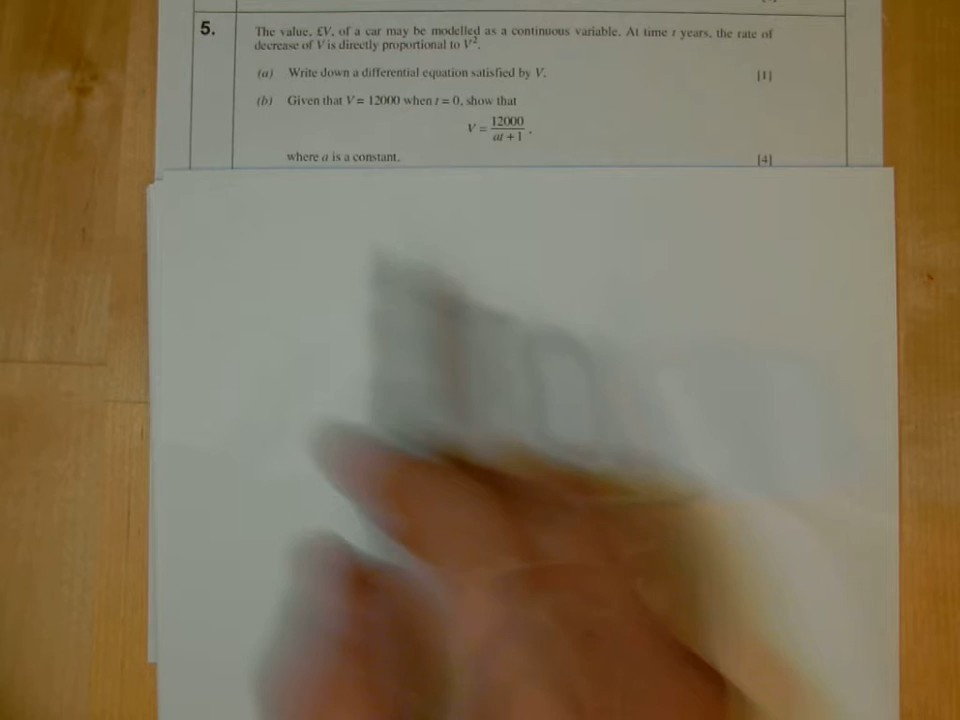 5. The value, £V, of a car may be modelled as a continuous variable. At time t years, the rate of
decrease of V is directly proportional to V².
(a) Write down a differential equation satisfied by V. [1]
(b) Given that V = 12000 when t = 0, show that
V = 12000 / (at + 1) .
where a is a constant. [4]